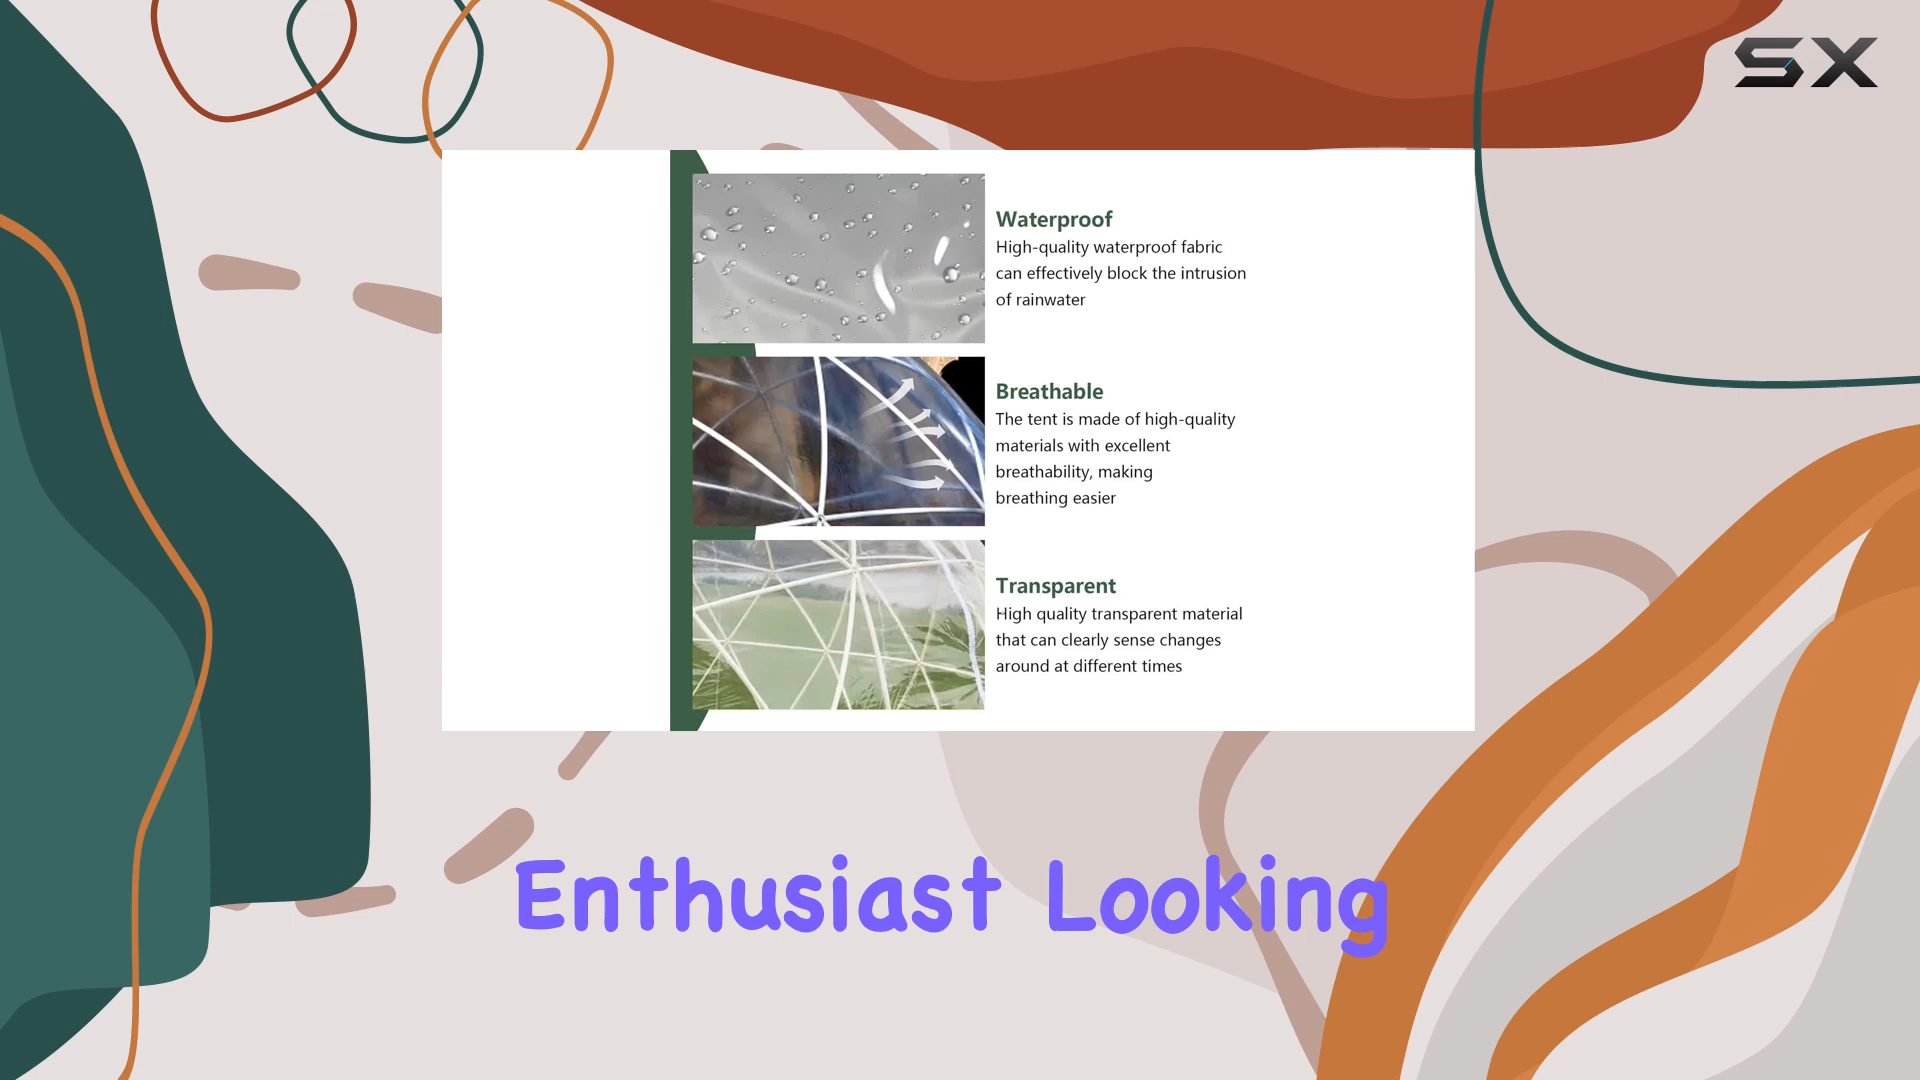 SX
Waterproof
High-quality waterproof fabric
can effectively block the intrusion
of rainwater
Breathable
The tent is made of high-quality
materials with excellent
breathability, making
breathing easier
Transparent
High quality transparent material
that can clearly sense changes
around at different times
Enthusiast Looking